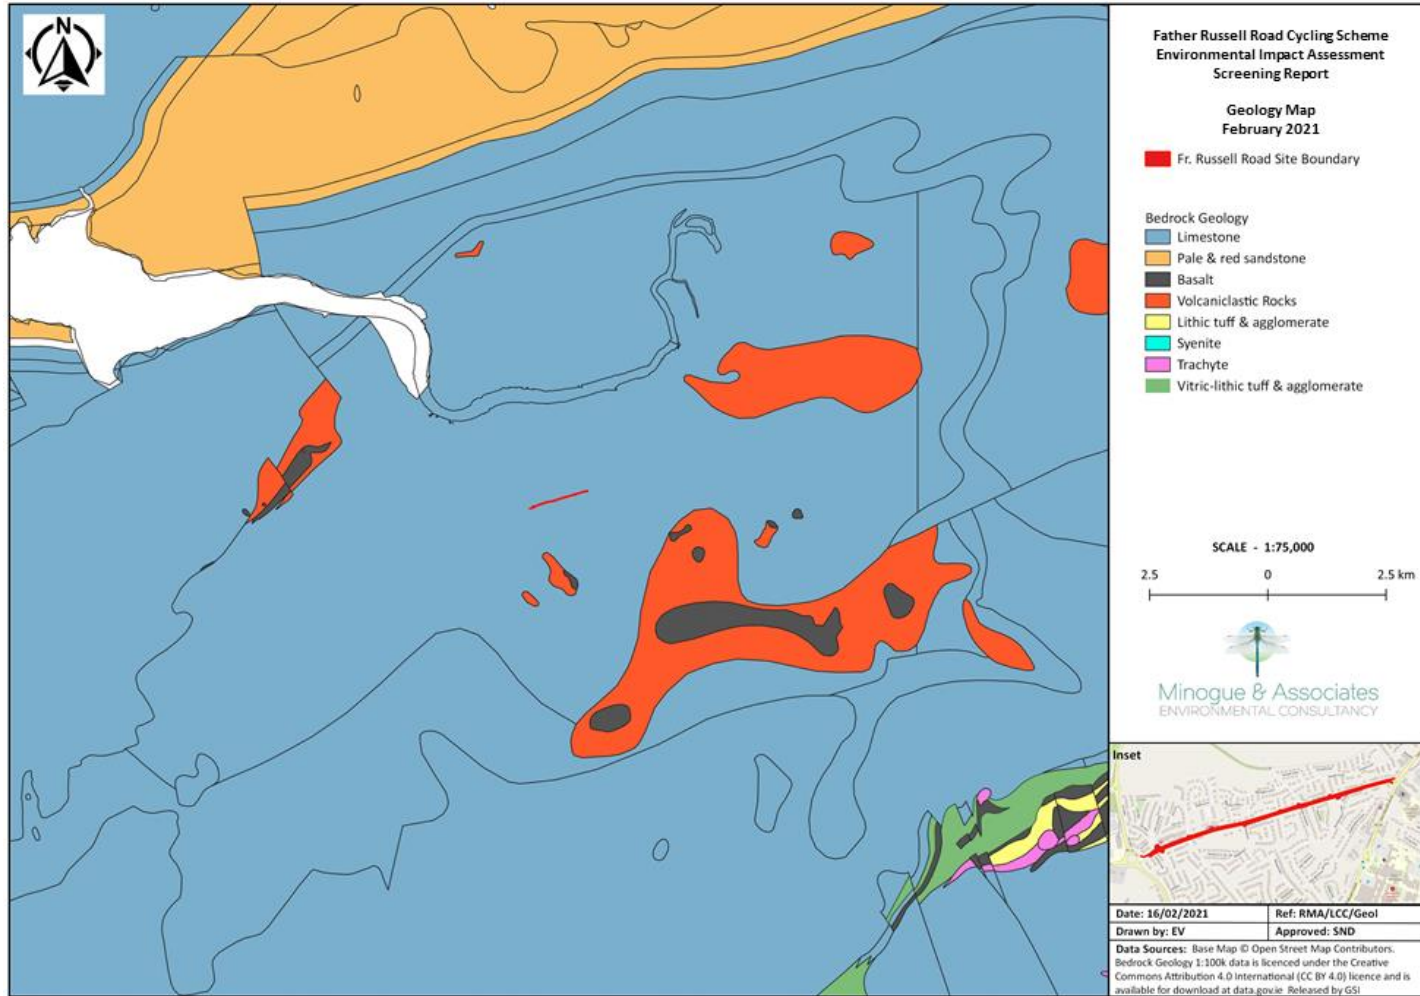 N
Father Russell Road Cycling Scheme
Environmental Impact Assessment
Screening Report
Geology Map
February 2021
Fr. Russell Road Site Boundary
Bedrock Geology
Limestone
Pale & red sandstone
Basalt
Volcaniclastic Rocks
Lithic tuff & agglomerate
Syenite
Trachyte
Vitric-lithic tuff & agglomerate
SCALE - 1:75,000
2.5 0 2.5 km
Minogue & Associates
ENVIRONMENTAL CONSULTANCY
Inset
Date: 16/02/2021 Ref: RMA/LCC/Geol
Drawn by: EV Approved: SND
Data Sources: Base Map © Open Street Map Contributors.
Bedrock Geology 1:100k data is licenced under the Creative
Commons Attribution 4.0 International (CC BY 4.0) licence and is
available for download at data.gov.ie Released by GSI